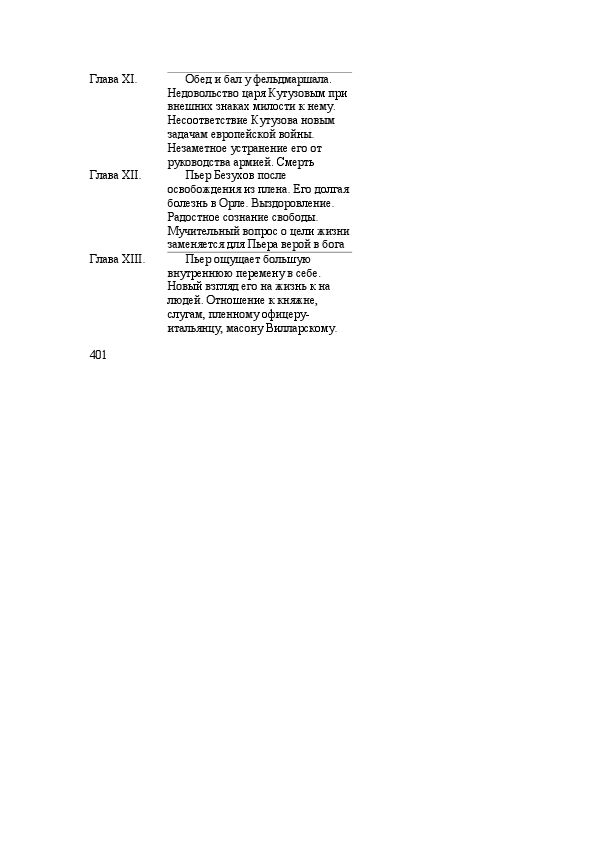 Глава XI. Обед и бал у фельдмаршала.
Недовольство царя Кутузовым при
внешних знаках милости к нему.
Несоответствие Кутузова новым
задачам европейской войны.
Незаметное устранение его от
руководства армией. Смерть
Глава XII. Пьер Безухов после
освобождения из плена. Его долгая
болезнь в Орле. Выздоровление.
Радостное сознание свободы.
Мучительный вопрос о цели жизни
заменяется для Пьера верой в бога
Глава XIII. Пьер ощущает большую
внутреннюю перемену в себе.
Новый взгляд его на жизнь к на
людей. Отношение к княжне,
слугам, пленному офицеру-
итальянцу, масону Вилларскому.
401